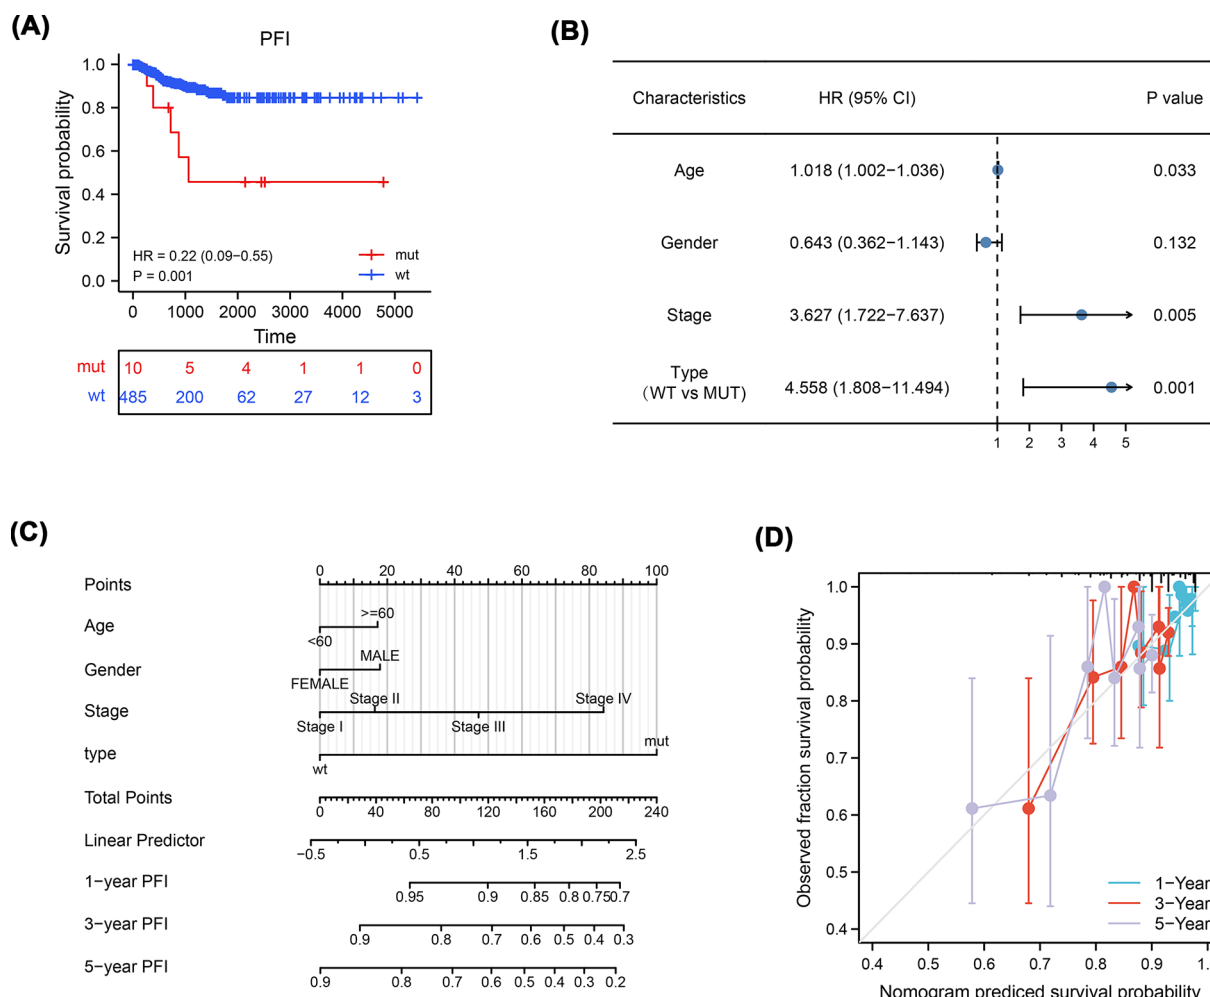 (A)
PFI
Survival probability
1.0
0.8
0.6
0.4
0.2
0.0
HR = 0.22 (0.09−0.55)
P = 0.001
mut
wt
0 1000 2000 3000 4000 5000
Time
mut 10 5 4 1 1 0
wt 485 200 62 27 12 3
(B)
Characteristics HR (95% CI) P value
Age 1.018 (1.002−1.036) 0.033
Gender 0.643 (0.362−1.143) 0.132
Stage 3.627 (1.722−7.637) 0.005
Type
(WT vs MUT) 4.558 (1.808−11.494) 0.001
1 2 3 4 5
(C)
Points 0 20 40 60 80 100
Age <60 >=60
Gender FEMALE MALE
Stage Stage I Stage II Stage III Stage IV
type wt mut
Total Points 0 40 80 120 160 200 240
Linear Predictor −0.5 0.5 1.5 2.5
1−year PFI 0.95 0.9 0.85 0.8 0.75 0.7
3−year PFI 0.9 0.8 0.7 0.6 0.5 0.4 0.3
5−year PFI 0.9 0.8 0.7 0.6 0.5 0.4 0.3 0.2
(D)
Observed fraction survival probability
1.0
0.9
0.8
0.7
0.6
0.5
0.4
1−Year
3−Year
5−Year
0.4 0.5 0.6 0.7 0.8 0.9 1.
Nomogram prediced survival probability